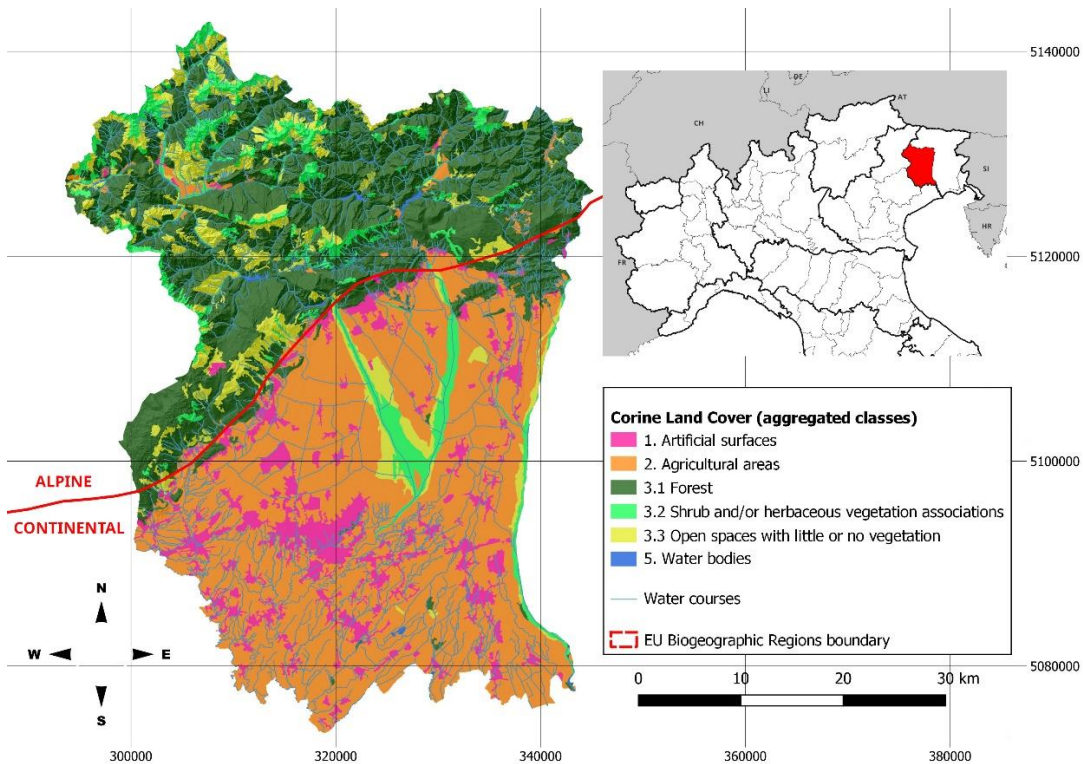 5140000
DE
LI
AT
CH
SI
HR
FR
5120000
Corine Land Cover (aggregated classes)
1. Artificial surfaces
2. Agricultural areas
3.1 Forest
3.2 Shrub and/or herbaceous vegetation associations
3.3 Open spaces with little or no vegetation
5. Water bodies
Water courses
EU Biogeographic Regions boundary
5100000
ALPINE
CONTINENTAL
N
W E
S
5080000
0 10 20 30 km
300000 320000 340000 360000 380000